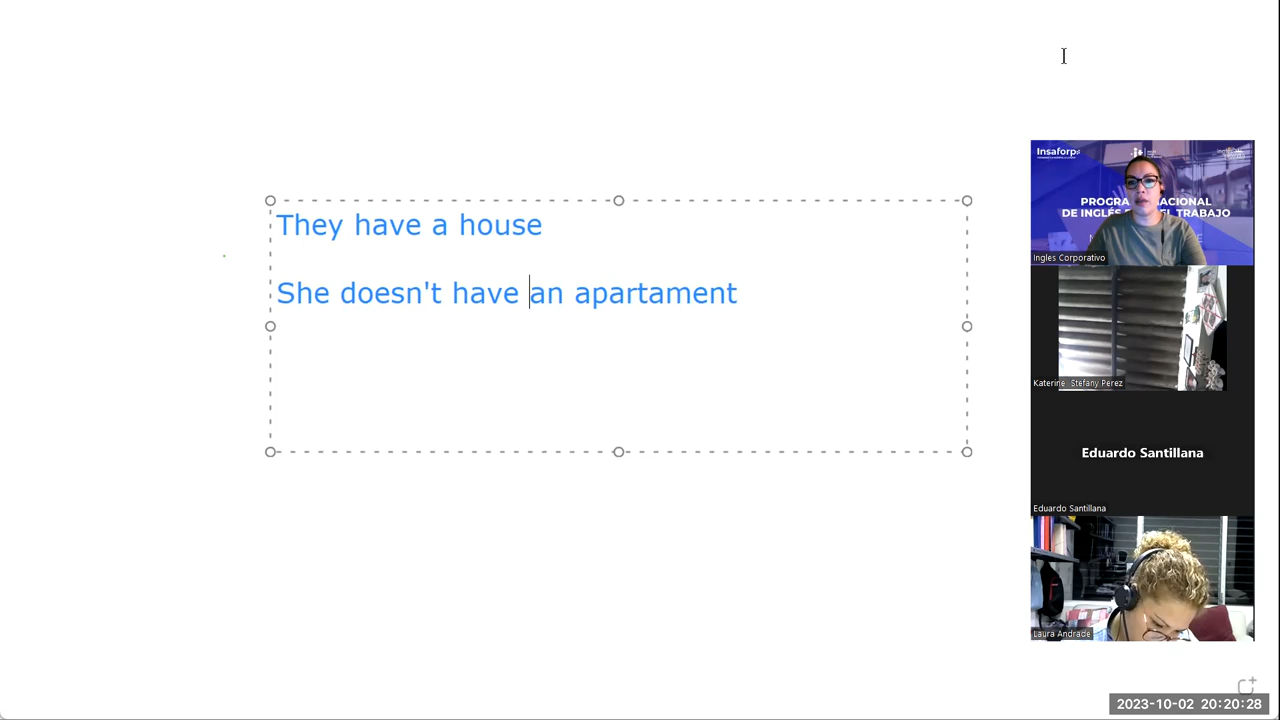 They have a house
She doesn't have an apartament
Insaforp
PROGRA ACIONAL
DE INGLÉS EL TRABAJO
Ingles Corporativo
Katerine Stefany Perez
Eduardo Santillana
Eduardo Santillana
Laura Andrade
2023-10-02 20:20:28